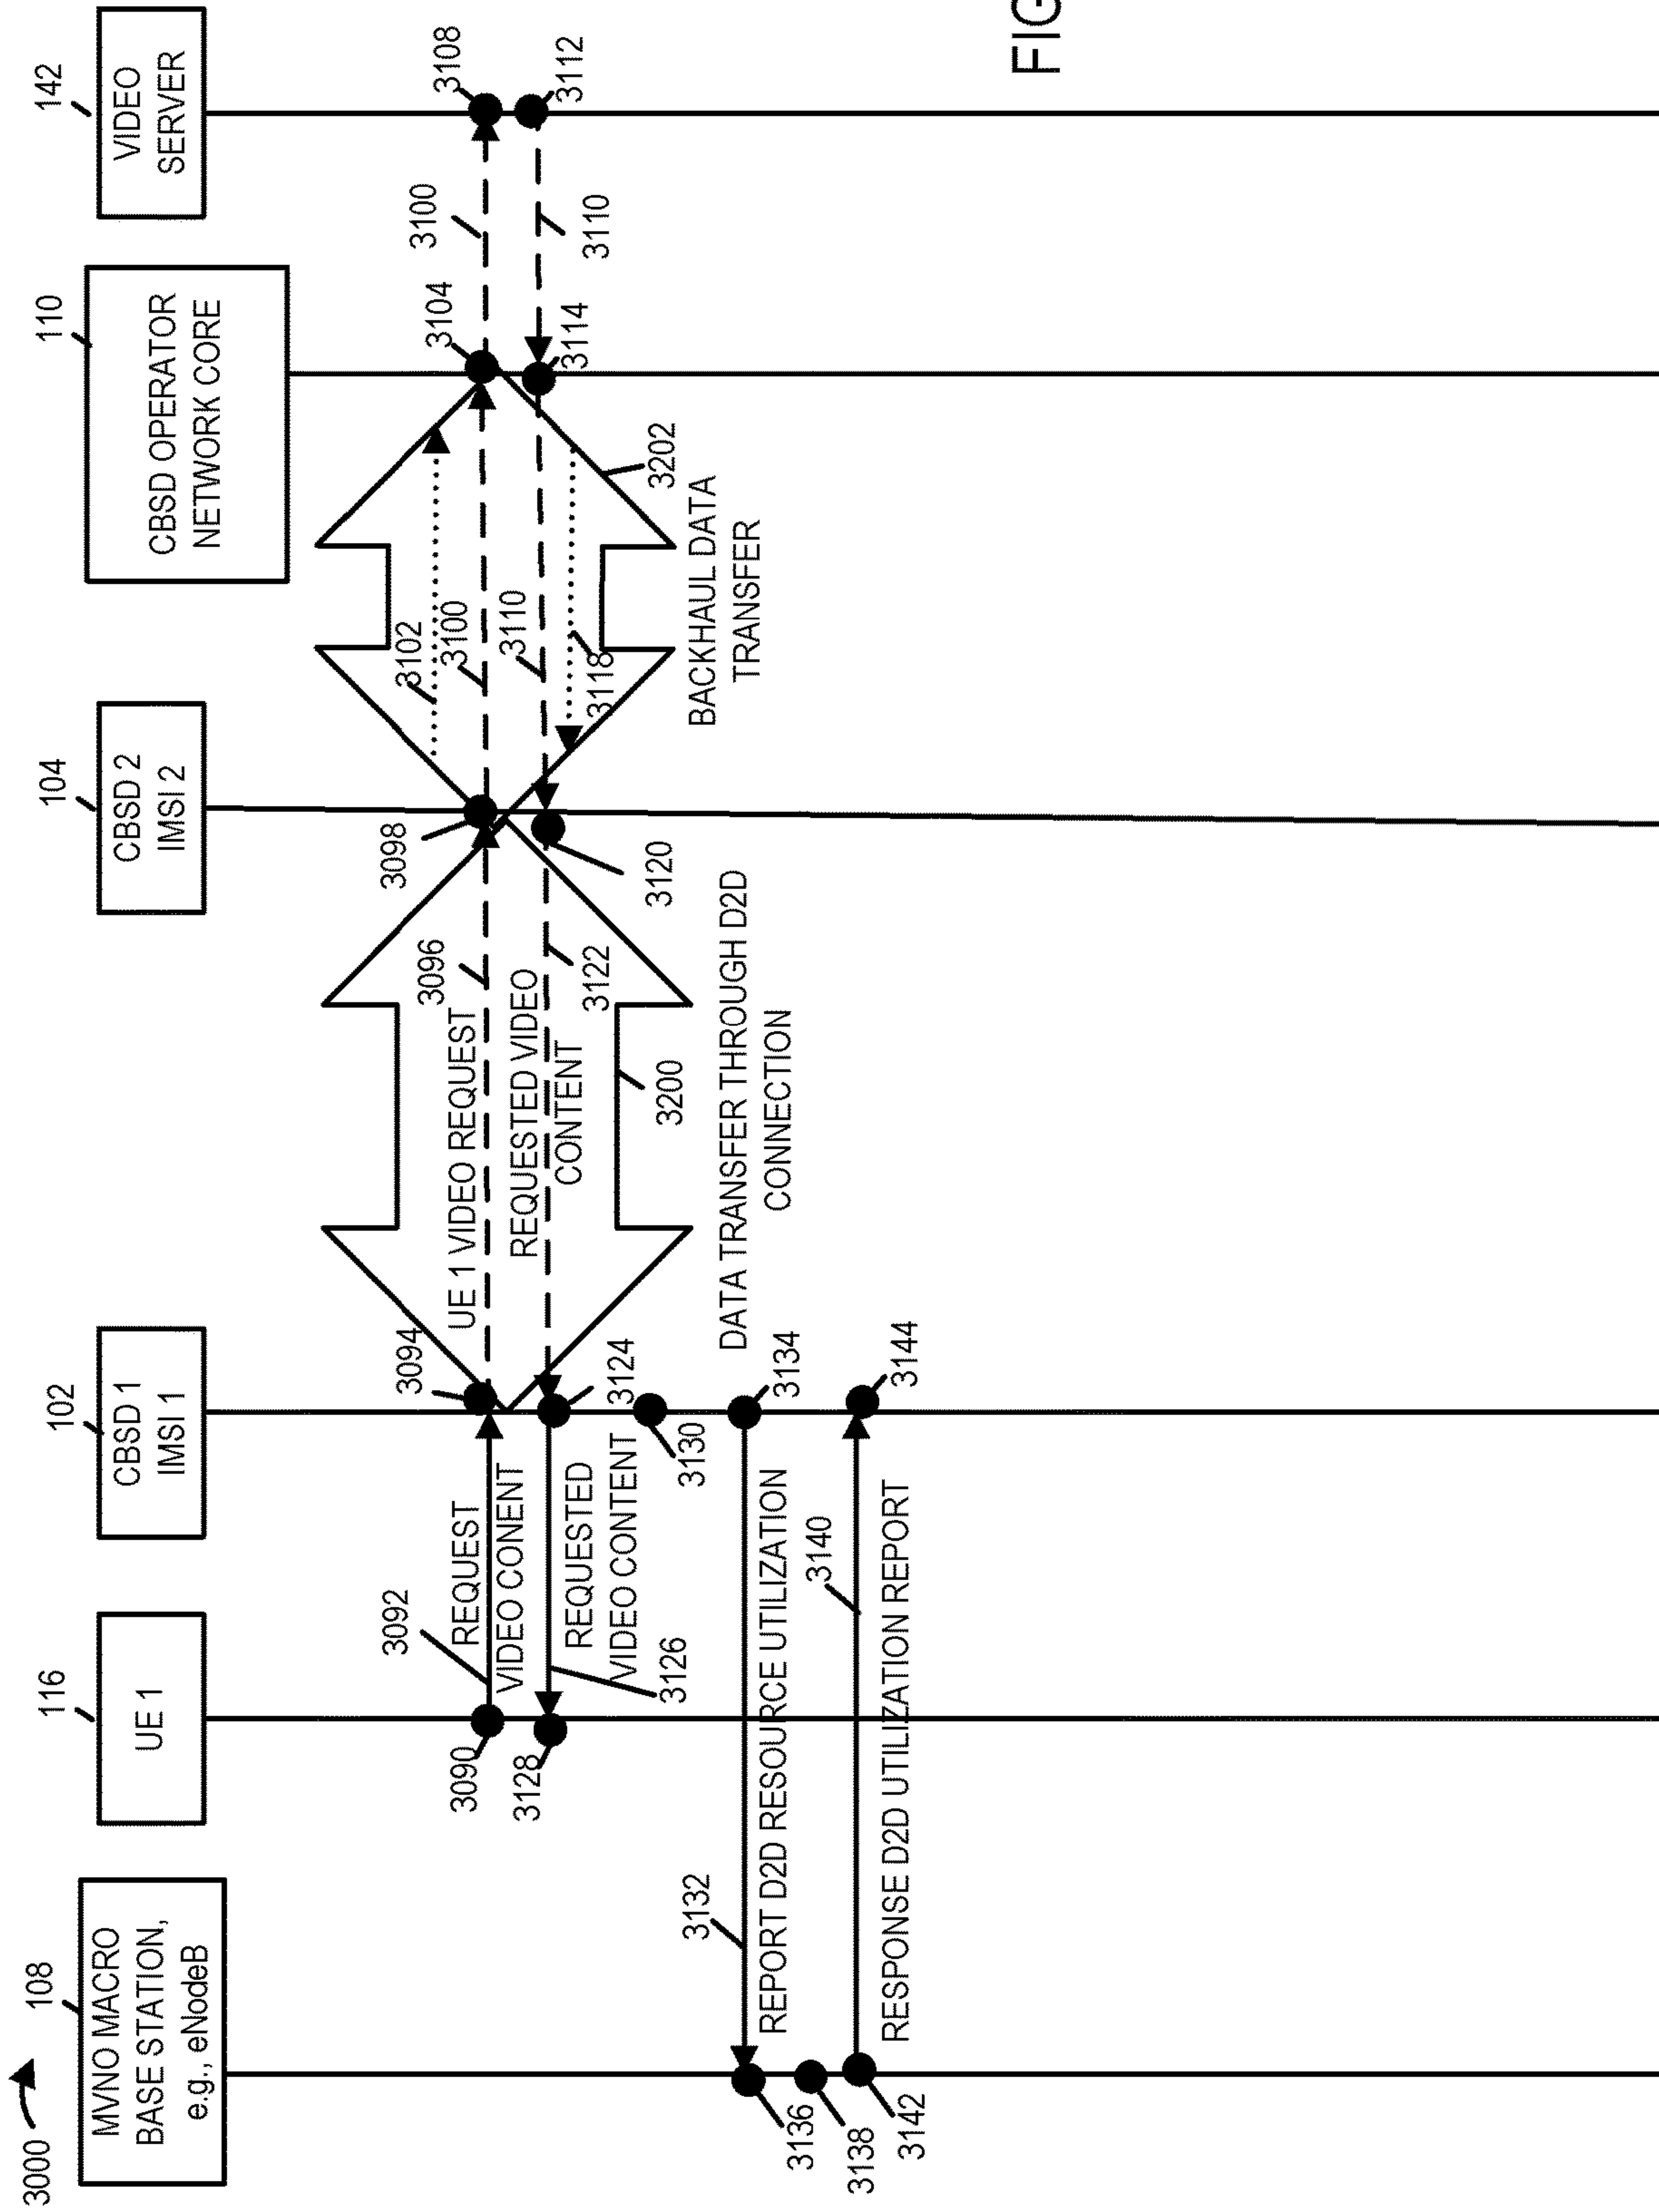 3000
108
MVNO MACRO
BASE STATION,
e.g., eNodeB
116
UE 1
102
CBSD 1
IMSI 1
104
CBSD 2
IMSI 2
110
CBSD OPERATOR
NETWORK CORE
142
VIDEO
SERVER
3090
3092
REQUEST
VIDEO CONENT
3094
UE 1 VIDEO REQUEST
3096
3098
3102
3100
3104
3100
3108
3128
REQUESTED
VIDEO CONTENT
3126
3124
REQUESTED VIDEO
CONTENT
3122
3120
3110
3118
3114
3110
3112
3200
DATA TRANSFER THROUGH D2D
CONNECTION
3202
BACKHAUL DATA
TRANSFER
3130
3132
3134
REPORT D2D RESOURCE UTILIZATION
3136
3138
3140
3144
3142
RESPONSE D2D UTILIZATION REPORT
FIG